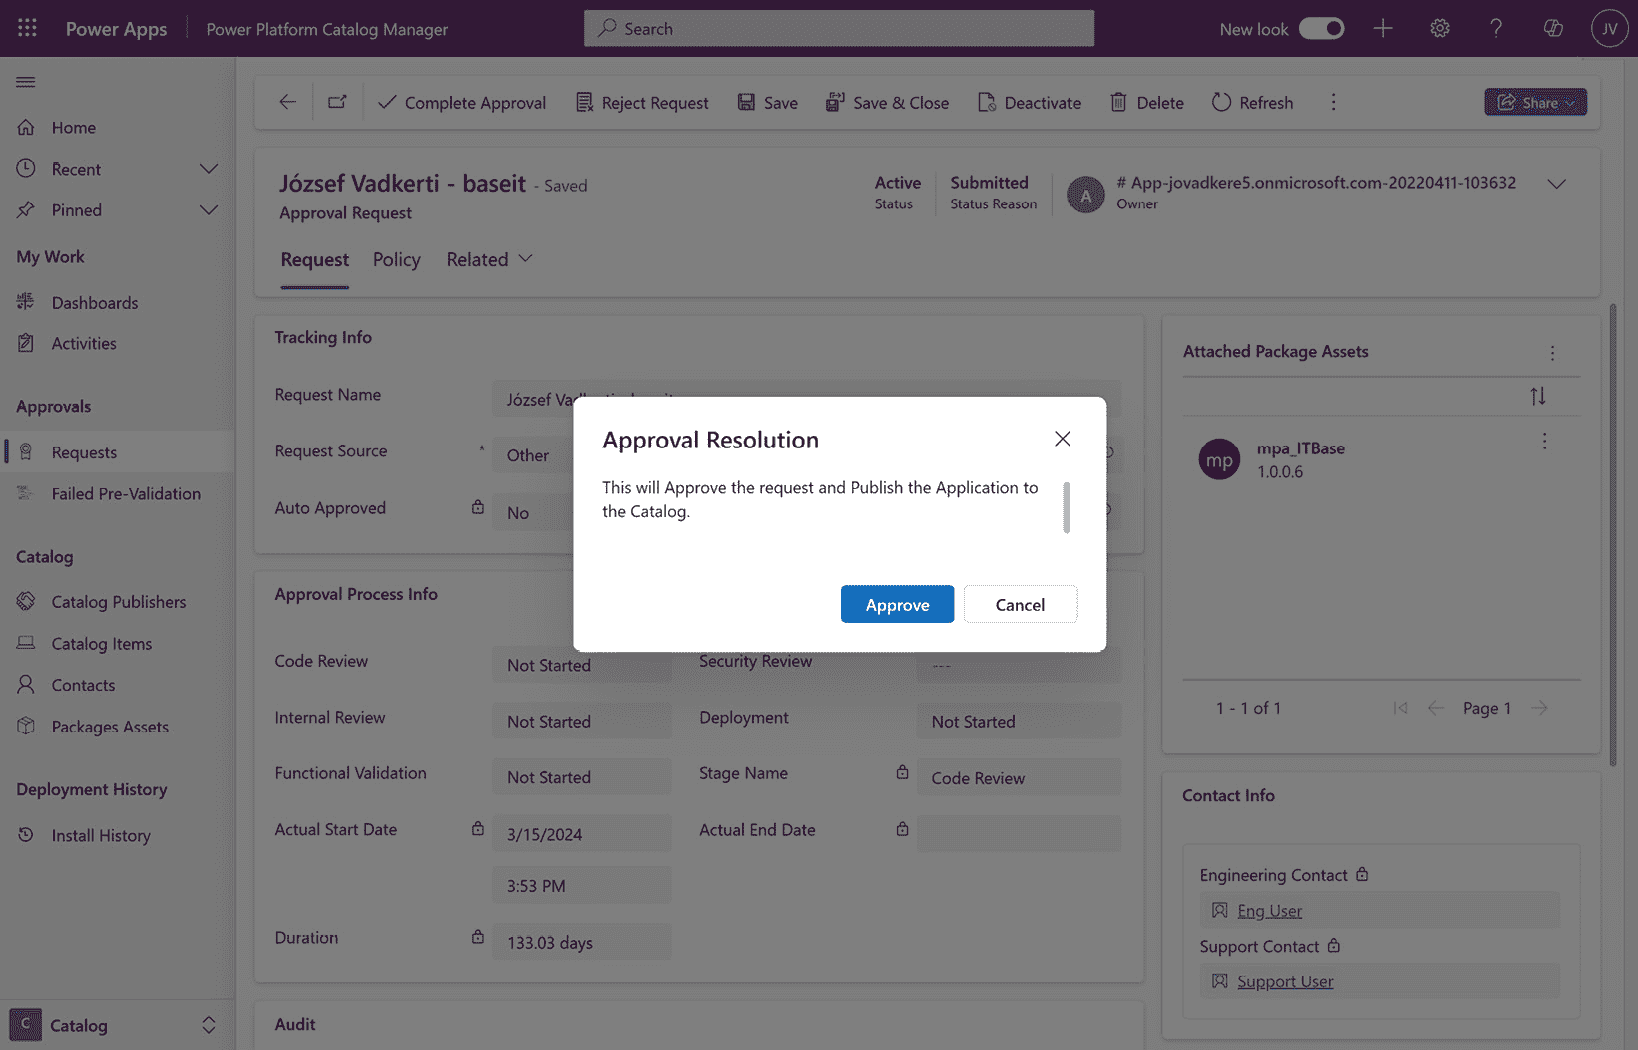 Power Apps
Power Platform Catalog Manager
Search
New look
JV
Home
Recent
Pinned
My Work
Dashboards
Activities
Approvals
Requests
Failed Pre-Validation
Catalog
Catalog Publishers
Catalog Items
Contacts
Packages Assets
Deployment History
Install History
C
Catalog
Complete Approval
Reject Request
Save
Save & Close
Deactivate
Delete
Refresh
Share
József Vadkerti - baseit - Saved
Approval Request
Active
Status
Submitted
Status Reason
A
# App-jovadkere5.onmicrosoft.com-20220411-103632
Owner
Request
Policy
Related
Tracking Info
Request Name
József
Request Source *
Other
Auto Approved
No
Approval Resolution
This will Approve the request and Publish the Application to
the Catalog.
Approve
Cancel
Approval Process Info
Code Review
Not Started
Security Review
---
Internal Review
Not Started
Deployment
Not Started
Functional Validation
Not Started
Stage Name
Code Review
Actual Start Date
3/15/2024
Actual End Date
3:53 PM
Duration
133.03 days
Audit
Attached Package Assets
mp
mpa_ITBase
1.0.0.6
1 - 1 of 1
Page 1
Contact Info
Engineering Contact
Eng User
Support Contact
Support User